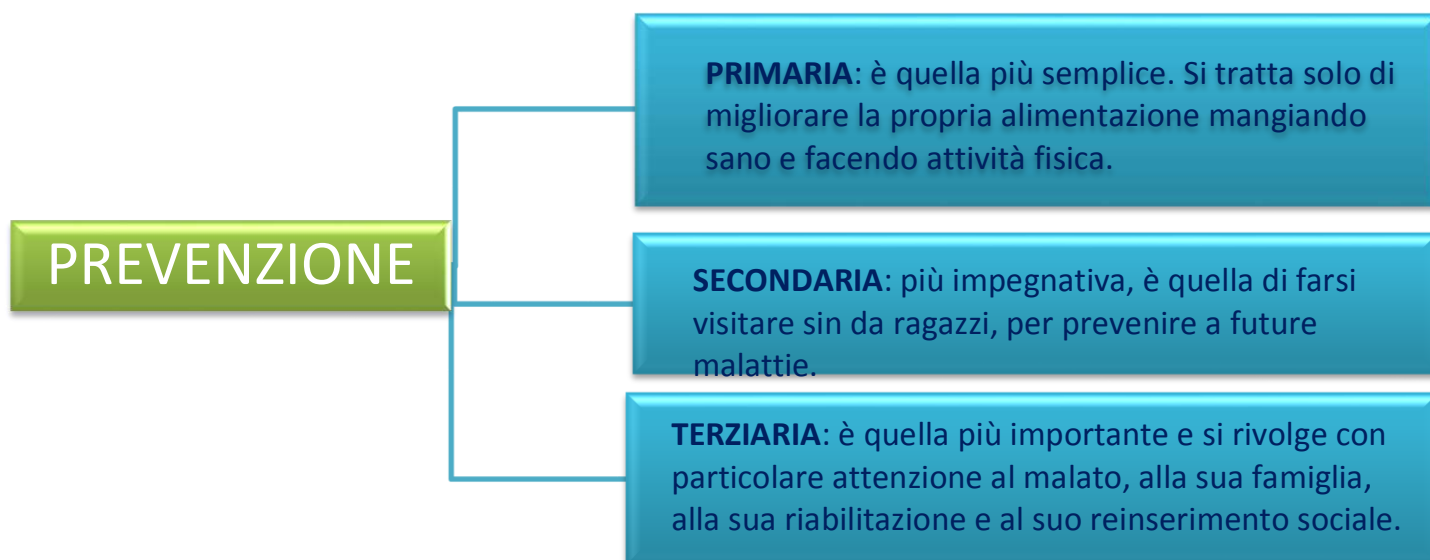 PREVENZIONE
PRIMARIA: è quella più semplice. Si tratta solo di
migliorare la propria alimentazione mangiando
sano e facendo attività fisica.
SECONDARIA: più impegnativa, è quella di farsi
visitare sin da ragazzi, per prevenire a future
malattie.
TERZIARIA: è quella più importante e si rivolge con
particolare attenzione al malato, alla sua famiglia,
alla sua riabilitazione e al suo reinserimento sociale.